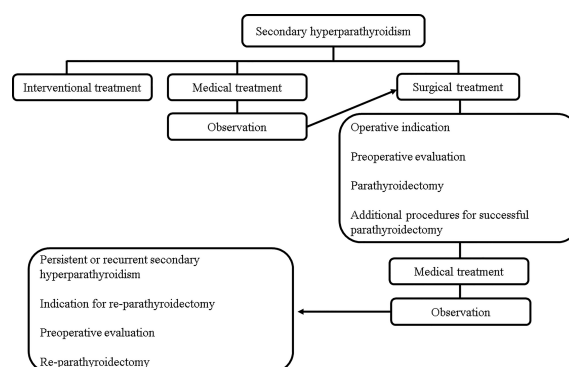 Secondary hyperparathyroidism
Interventional treatment
Medical treatment
Surgical treatment
Observation
Operative indication
Preoperative evaluation
Parathyroidectomy
Additional procedures for successful
parathyroidectomy
Medical treatment
Observation
Persistent or recurrent secondary
hyperparathyroidism
Indication for re-parathyroidectomy
Preoperative evaluation
Re-parathyroidectomy